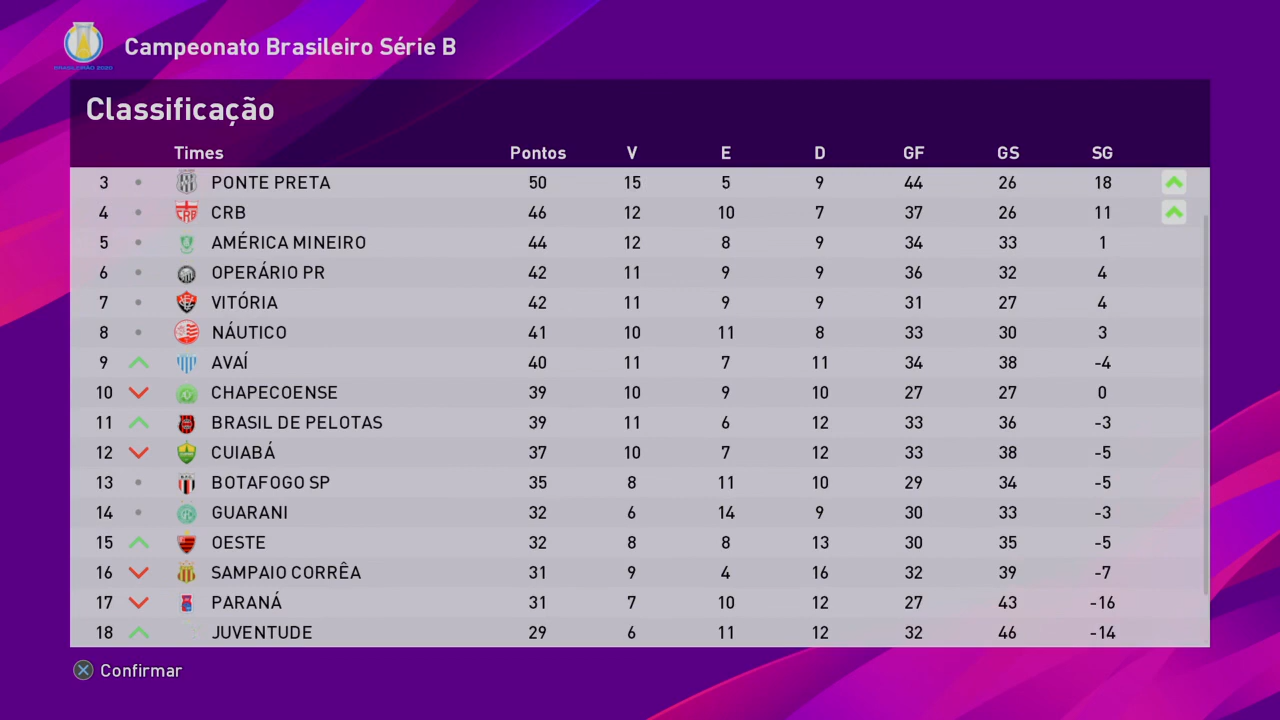 Campeonato Brasileiro Série B
BRASILEIRÃO 2020
Classificação
Times Pontos V E D GF GS SG
3 PONTE PRETA 50 15 5 9 44 26 18
4 CRB 46 12 10 7 37 26 11
5 AMÉRICA MINEIRO 44 12 8 9 34 33 1
6 OPERÁRIO PR 42 11 9 9 36 32 4
7 VITÓRIA 42 11 9 9 31 27 4
8 NÁUTICO 41 10 11 8 33 30 3
9 AVAÍ 40 11 7 11 34 38 -4
10 CHAPECOENSE 39 10 9 10 27 27 0
11 BRASIL DE PELOTAS 39 11 6 12 33 36 -3
12 CUIABÁ 37 10 7 12 33 38 -5
13 BOTAFOGO SP 35 8 11 10 29 34 -5
14 GUARANI 32 6 14 9 30 33 -3
15 OESTE 32 8 8 13 30 35 -5
16 SAMPAIO CORRÊA 31 9 4 16 32 39 -7
17 PARANÁ 31 7 10 12 27 43 -16
18 JUVENTUDE 29 6 11 12 32 46 -14
Confirmar